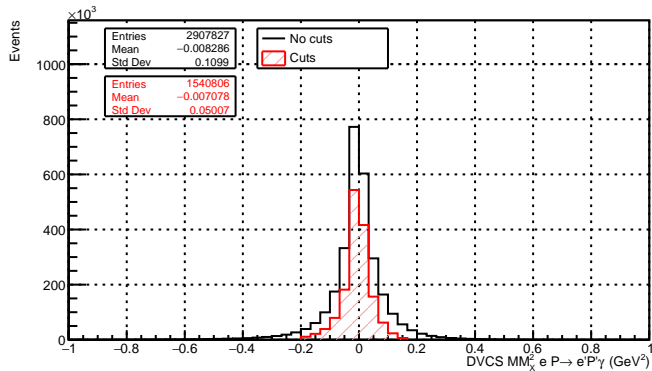 ×10³
Events
Entries 2907827
Mean −0.008286
Std Dev 0.1099
Entries 1540806
Mean −0.007078
Std Dev 0.05007
No cuts
Cuts
1000
800
600
400
200
0
−1 −0.8 −0.6 −0.4 −0.2 0 0.2 0.4 0.6 0.8 1
DVCS MM²ₓ e P→ e'P'γ (GeV²)